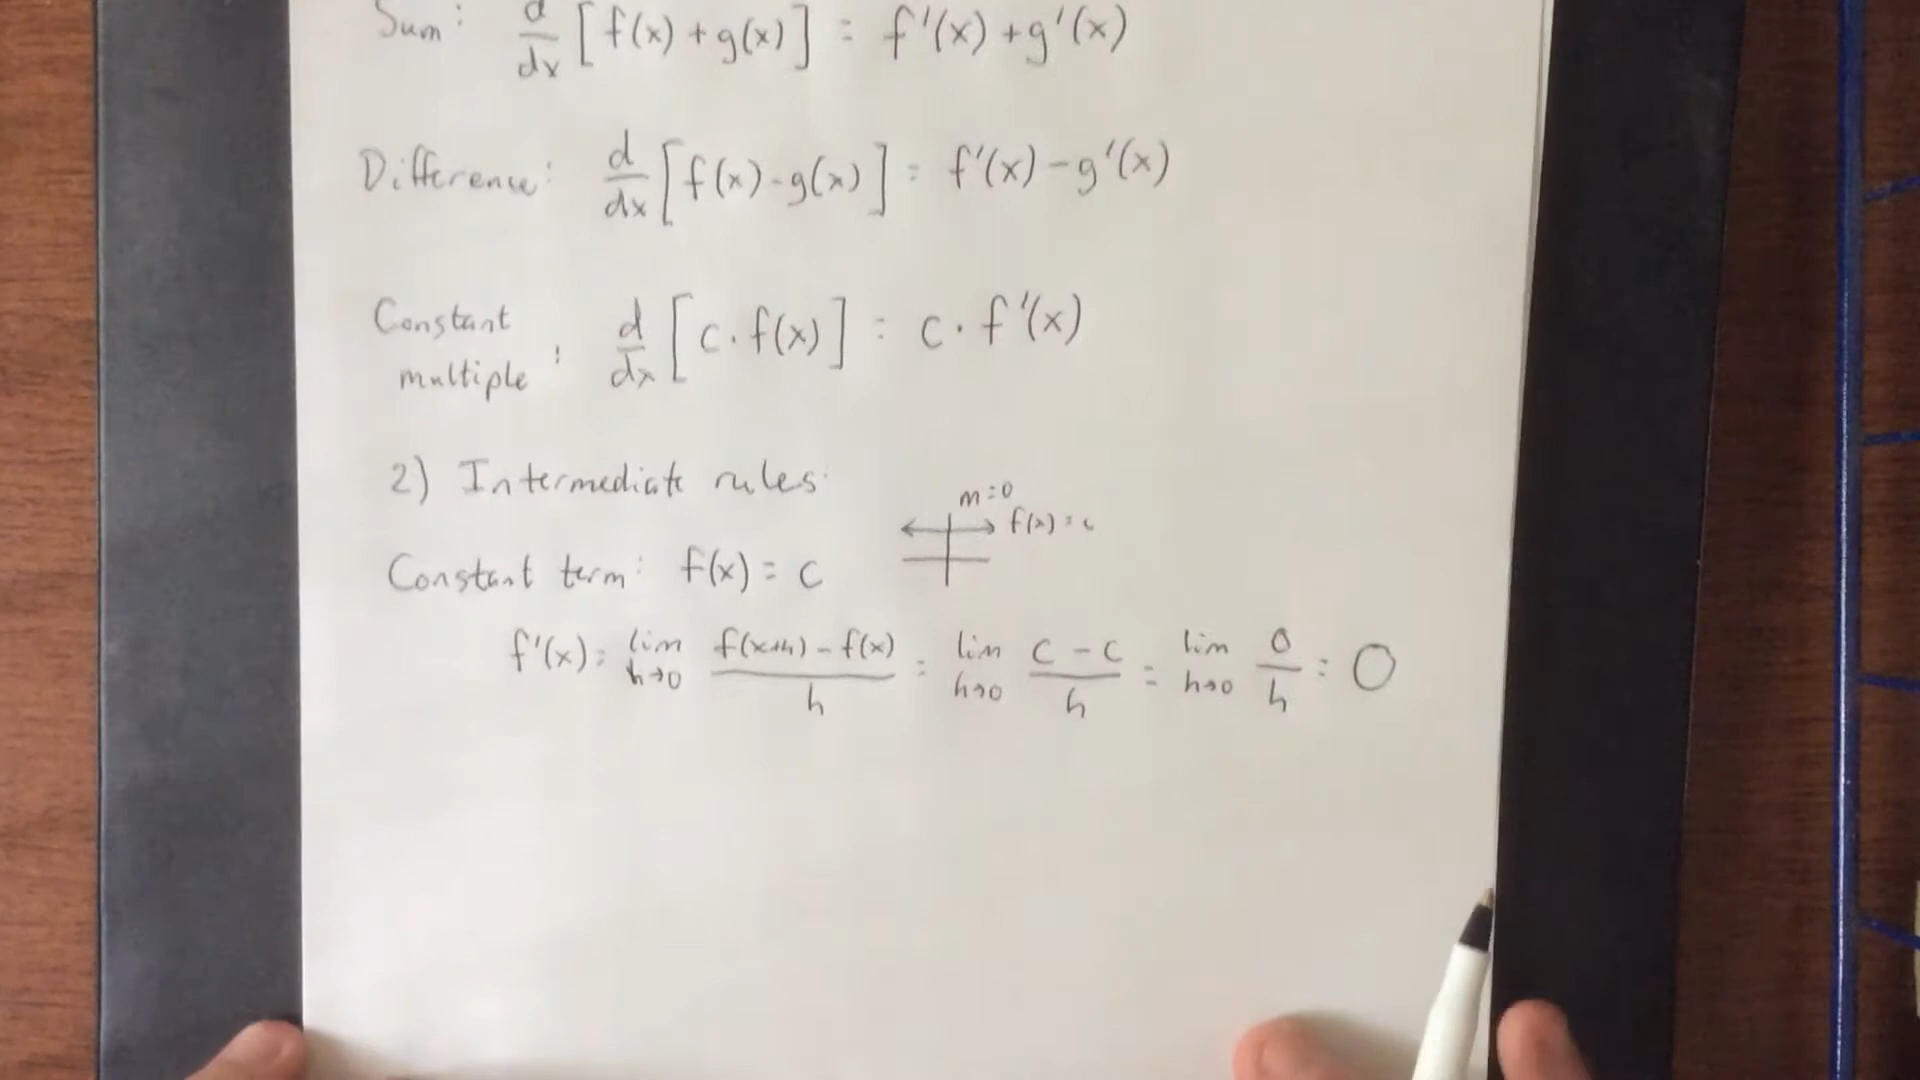 Sum: d/dx [f(x)+g(x)] = f'(x)+g'(x)
Difference: d/dx [f(x)-g(x)] = f'(x)-g'(x)
Constant multiple: d/dx [c·f(x)] = c·f'(x)
2) Intermediate rules:
m=0
f(x)=c
Constant term: f(x)=c
f'(x)= lim h→0 f(x+h)-f(x)/h = lim h→0 c-c/h = lim h→0 0/h = 0